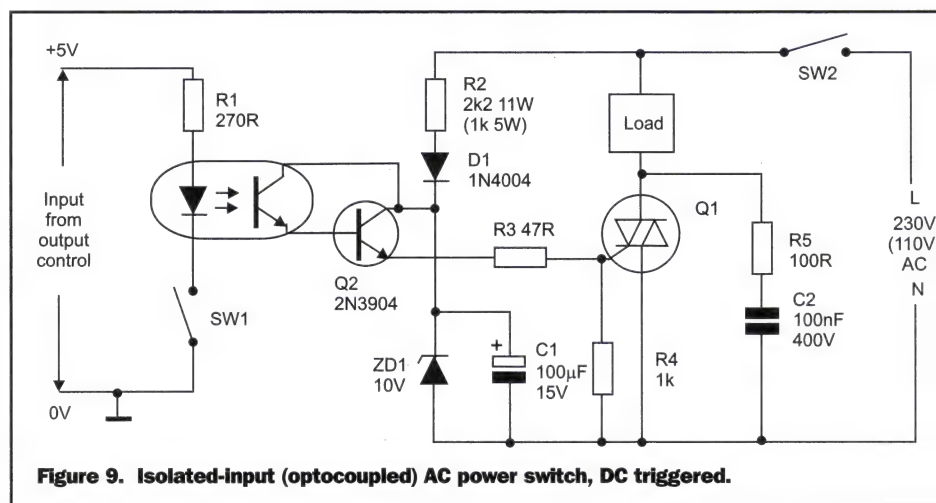 +5V
R1
270R
Input
from
output
control
SW1
0V
Q2
2N3904
R2
2k2 11W
(1k 5W)
D1
1N4004
R3 47R
ZD1
10V
+
C1
100µF
15V
Load
Q1
R4
1k
R5
100R
C2
100nF
400V
SW2
L
230V
(110V
AC
N
Figure 9. Isolated-input (optocoupled) AC power switch, DC triggered.